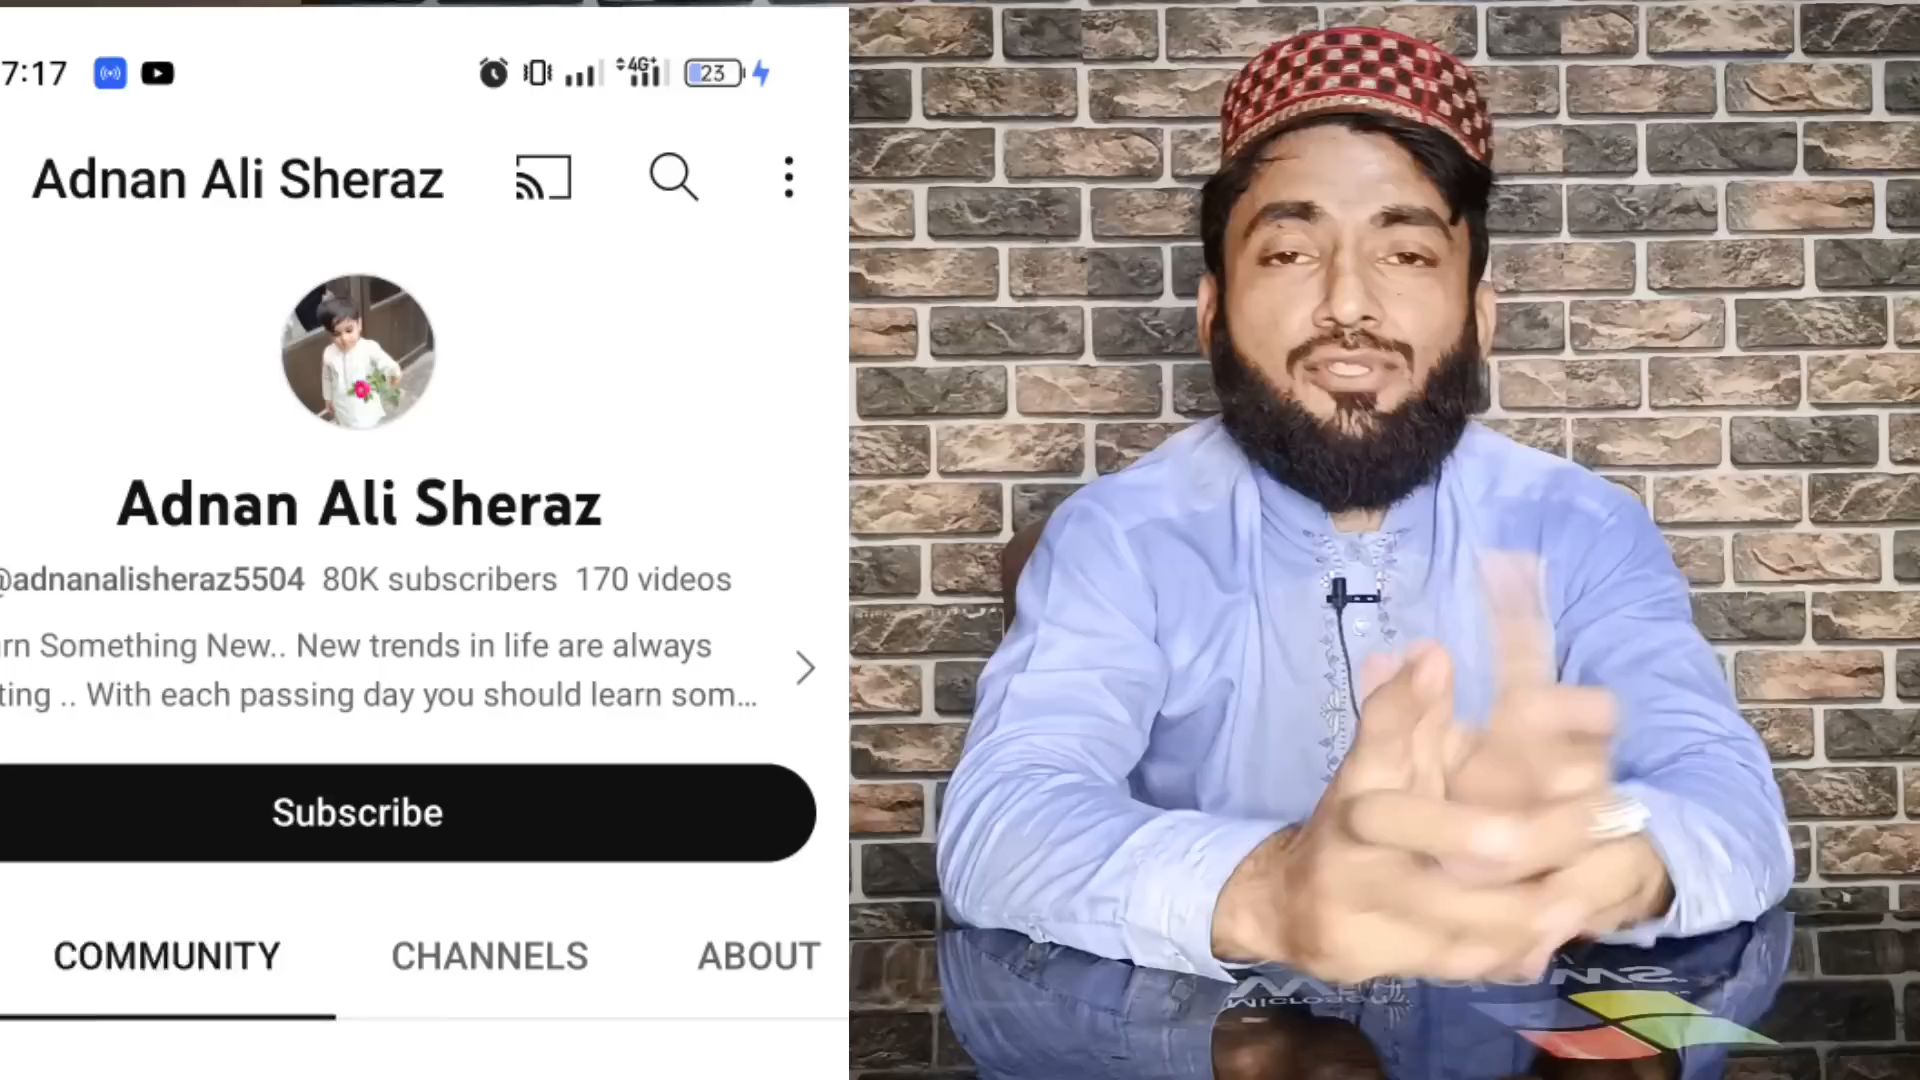 7:17
4G+
23
Adnan Ali Sheraz
Adnan Ali Sheraz
@adnanalisheraz5504 80K subscribers 170 videos
rn Something New.. New trends in life are always
ting .. With each passing day you should learn som...
Subscribe
COMMUNITY
CHANNELS
ABOUT